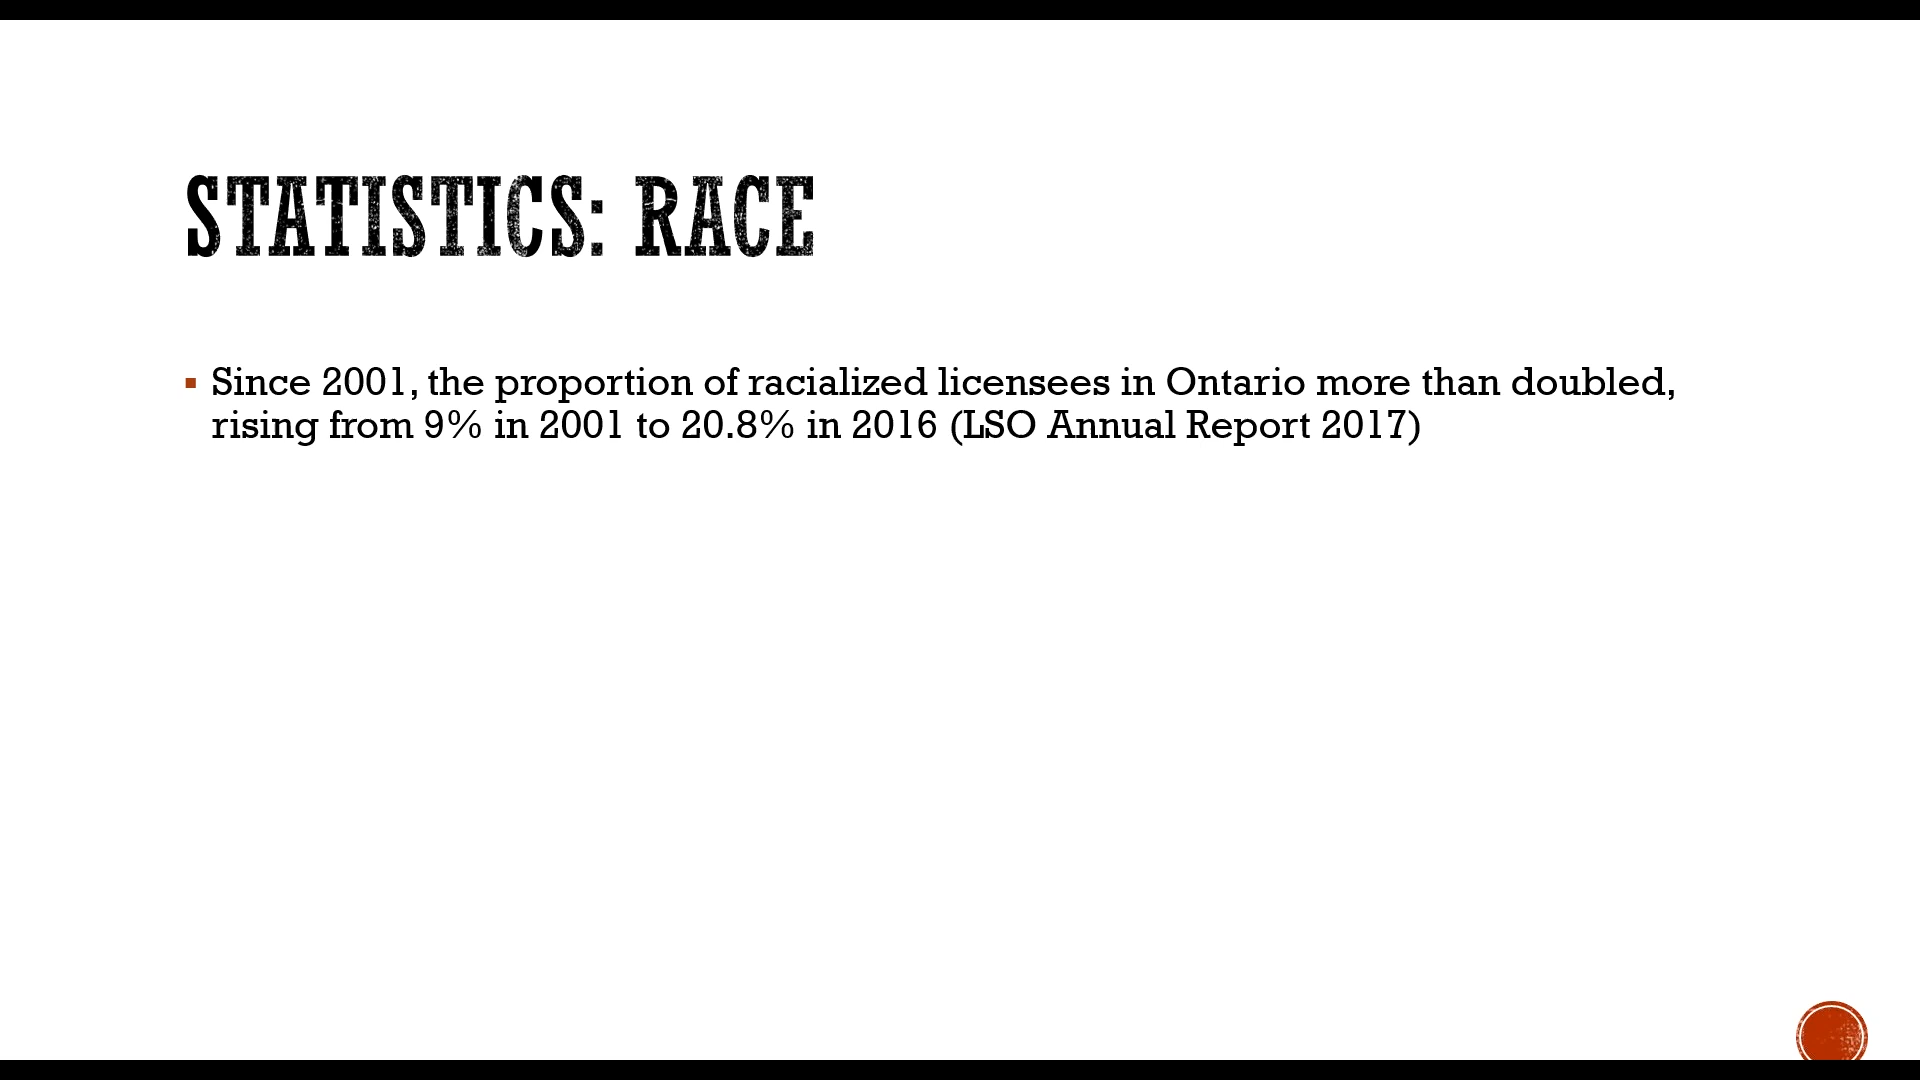 STATISTICS: RACE
▪ Since 2001, the proportion of racialized licensees in Ontario more than doubled,
rising from 9% in 2001 to 20.8% in 2016 (LSO Annual Report 2017)